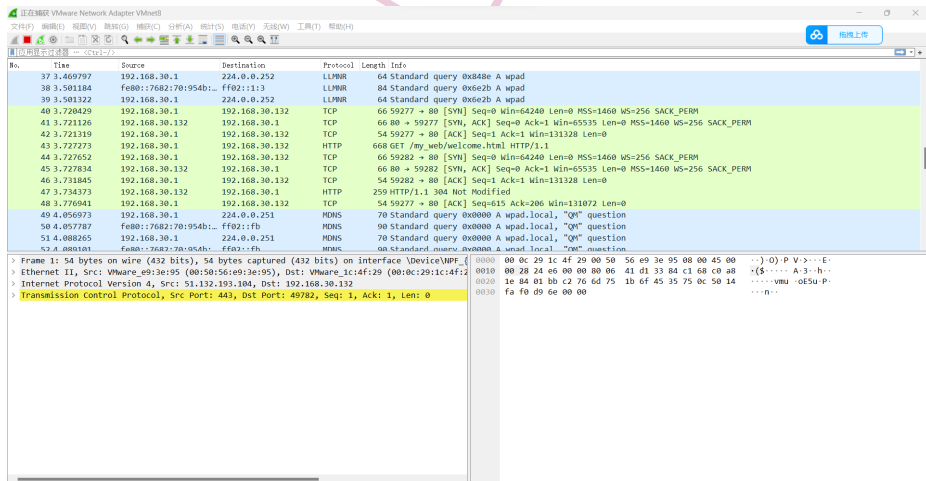 正在捕获 VMware Network Adapter VMnet8
文件(F) 编辑(E) 视图(V) 跳转(G) 捕获(C) 分析(A) 统计(S) 电话(Y) 无线(W) 工具(T) 帮助(H)
拖拽上传
应用显示过滤器 … <Ctrl-/>
No. Time Source Destination Protocol Length Info
37 3.469797 192.168.30.1 224.0.0.252 LLMNR 64 Standard query 0x848e A wpad
38 3.501184 fe80::7682:70:954b:… ff02::1:3 LLMNR 84 Standard query 0x6e2b A wpad
39 3.501322 192.168.30.1 224.0.0.252 LLMNR 64 Standard query 0x6e2b A wpad
40 3.720429 192.168.30.1 192.168.30.132 TCP 66 59277 → 80 [SYN] Seq=0 Win=64240 Len=0 MSS=1460 WS=256 SACK_PERM
41 3.721126 192.168.30.132 192.168.30.1 TCP 66 80 → 59277 [SYN, ACK] Seq=0 Ack=1 Win=65535 Len=0 MSS=1460 WS=256 SACK_PERM
42 3.721319 192.168.30.1 192.168.30.132 TCP 54 59277 → 80 [ACK] Seq=1 Ack=1 Win=131328 Len=0
43 3.727273 192.168.30.1 192.168.30.132 HTTP 668 GET /my_web/welcome.html HTTP/1.1
44 3.727652 192.168.30.1 192.168.30.132 TCP 66 59282 → 80 [SYN] Seq=0 Win=64240 Len=0 MSS=1460 WS=256 SACK_PERM
45 3.727834 192.168.30.132 192.168.30.1 TCP 66 80 → 59282 [SYN, ACK] Seq=0 Ack=1 Win=65535 Len=0 MSS=1460 WS=256 SACK_PERM
46 3.731845 192.168.30.1 192.168.30.132 TCP 54 59282 → 80 [ACK] Seq=1 Ack=1 Win=131328 Len=0
47 3.734373 192.168.30.132 192.168.30.1 HTTP 259 HTTP/1.1 304 Not Modified
48 3.776941 192.168.30.1 192.168.30.132 TCP 54 59277 → 80 [ACK] Seq=615 Ack=206 Win=131072 Len=0
49 4.056973 192.168.30.1 224.0.0.251 MDNS 70 Standard query 0x0000 A wpad.local, "QM" question
50 4.057787 fe80::7682:70:954b:… ff02::fb MDNS 90 Standard query 0x0000 A wpad.local, "QM" question
51 4.088265 192.168.30.1 224.0.0.251 MDNS 70 Standard query 0x0000 A wpad.local, "QM" question
52 4.089101 fe80::7682:70:954b:… ff02::fb MDNS 90 Standard query 0x0000 A wpad.local, "QM" question
> Frame 1: 54 bytes on wire (432 bits), 54 bytes captured (432 bits) on interface \Device\NPF_{
> Ethernet II, Src: VMware_e9:3e:95 (00:50:56:e9:3e:95), Dst: VMware_1c:4f:29 (00:0c:29:1c:4f:2
> Internet Protocol Version 4, Src: 51.132.193.104, Dst: 192.168.30.132
> Transmission Control Protocol, Src Port: 443, Dst Port: 49782, Seq: 1, Ack: 1, Len: 0
0000 00 0c 29 1c 4f 29 00 50 56 e9 3e 95 08 00 45 00 ··)·O)·P V·>···E·
0010 00 28 24 e6 00 00 80 06 41 d1 33 84 c1 68 c0 a8 ·($····· A·3··h··
0020 1e 84 01 bb c2 76 6d 75 1b 6f 45 35 75 0c 50 14 ·····vmu ·oE5u·P·
0030 fa f0 d9 6e 00 00 ···n··